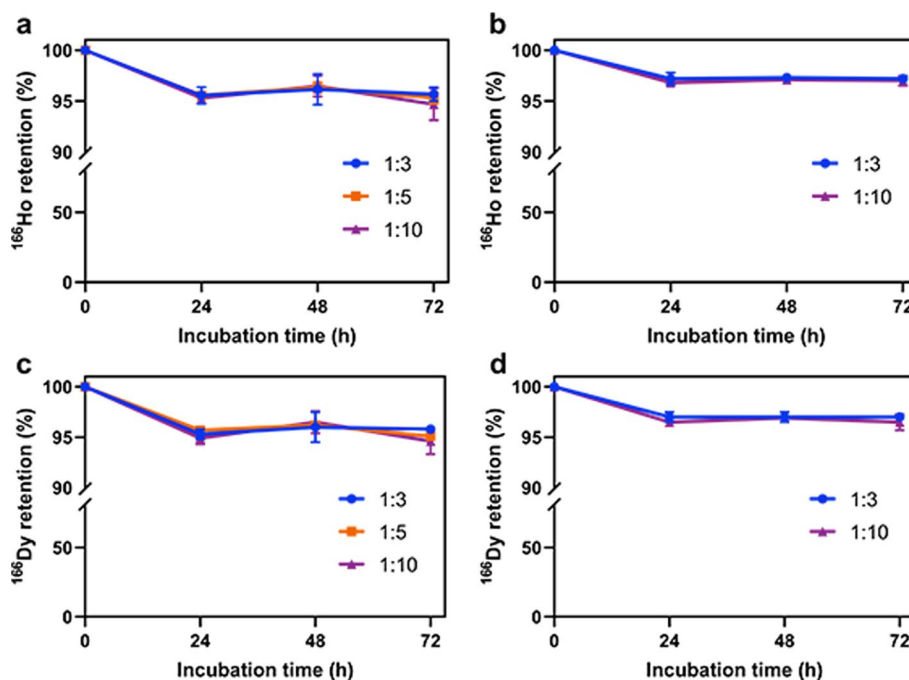 a
¹⁶⁶Ho retention (%)
100
95
90
50
0
1:3
1:5
1:10
0 24 48 72
Incubation time (h)
b
¹⁶⁶Ho retention (%)
100
95
90
50
0
1:3
1:10
0 24 48 72
Incubation time (h)
c
¹⁶⁶Dy retention (%)
100
95
90
50
0
1:3
1:5
1:10
0 24 48 72
Incubation time (h)
d
¹⁶⁶Dy retention (%)
100
95
90
50
0
1:3
1:10
0 24 48 72
Incubation time (h)